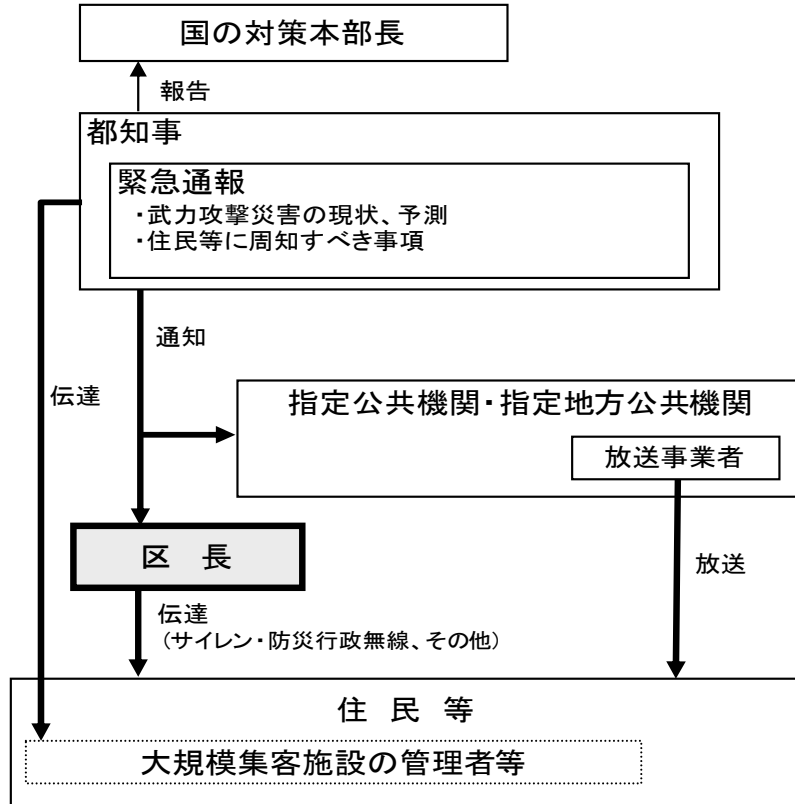 国の対策本部長
報告
都知事
緊急通報
・武力攻撃災害の現状、予測
・住民等に周知すべき事項
通知
伝達
指定公共機関・指定地方公共機関
放送事業者
区 長
放送
伝達
（サイレン・防災行政無線、その他）
住 民 等
大規模集客施設の管理者等